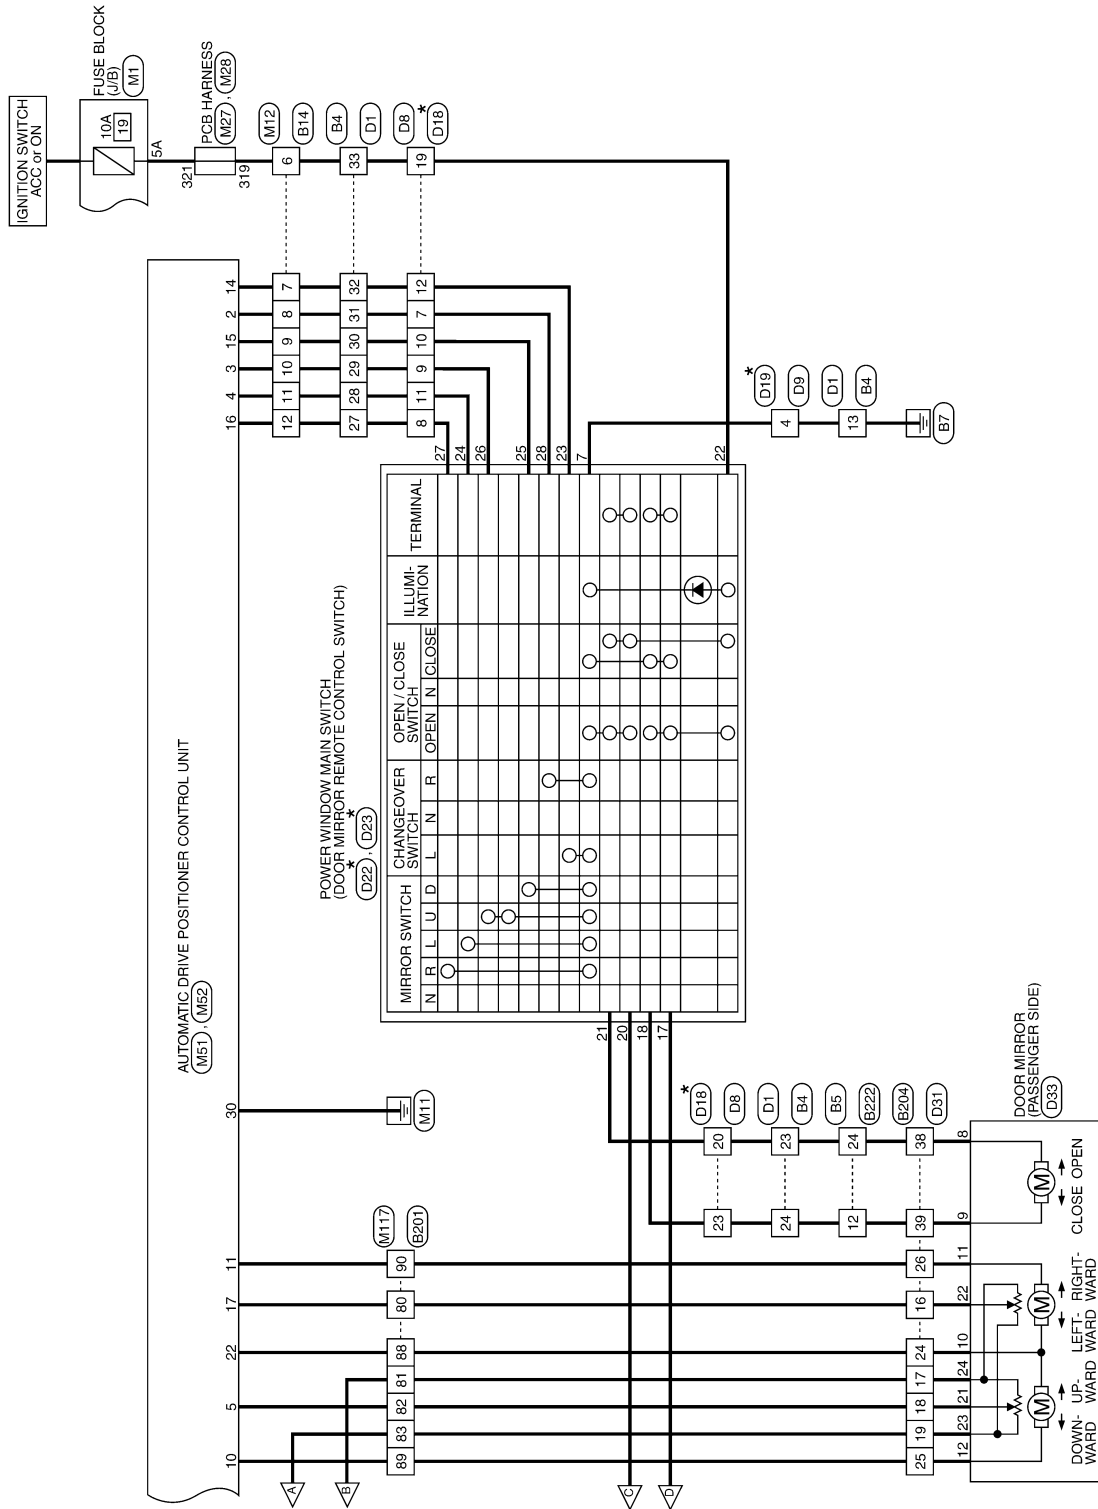 IGNITION SWITCH
ACC or ON
FUSE BLOCK
(J/B)
M1
10A
19
5A
PCB HARNESS
M27 , M28
321
319
M12
6
B14
B4
33
D1
D8
19
* D18
AUTOMATIC DRIVE POSITIONER CONTROL UNIT
M51 , M52
10 5 22 17 11 30 16 4 3 15 2 14
12 11 10 9 8 7
27 28 29 30 31 32
8 11 9 10 7 12
M11
M117
B201
89 83 82 81 88 80 90
A
B
C
D
POWER WINDOW MAIN SWITCH
(DOOR MIRROR REMOTE CONTROL SWITCH)
* D22 , * D23
27
24
26
25
28
23
7
22
MIRROR SWITCH
N R L U D
CHANGEOVER
SWITCH
L N R
OPEN / CLOSE
SWITCH
OPEN N CLOSE
ILLUMI-
NATION
TERMINAL
21
20
18
17
* D19
4
D9
D1
13
B4
B7
* D18
D8
23 20
D1
B4
24 23
B5
B222
12 24
B204
D31
25 19 18 17 24 16 26 39 38
12 23 21 24 10 22 11 9 8
DOOR MIRROR
(PASSENGER SIDE)
D33
M M M
DOWN-
WARD
UP-
WARD
LEFT-
WARD
RIGHT-
WARD
CLOSE OPEN